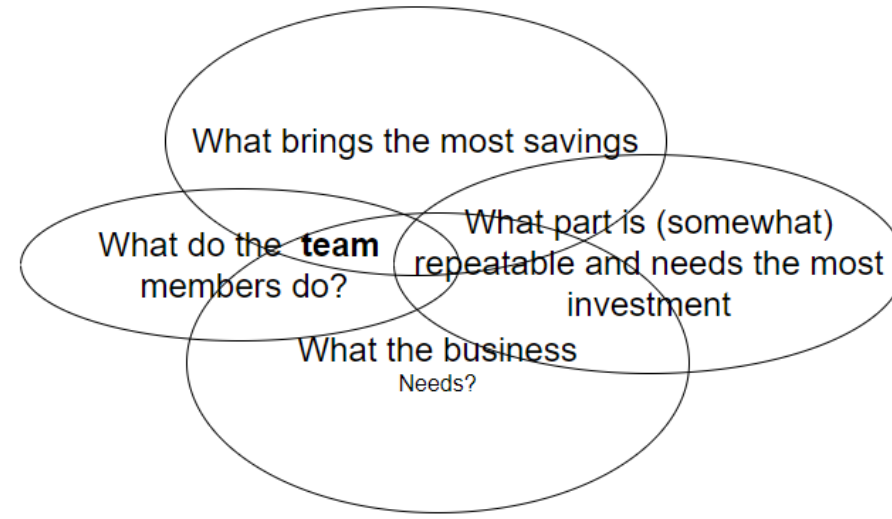 What brings the most savings
What do the team
members do?
What part is (somewhat)
repeatable and needs the most
investment
What the business
Needs?